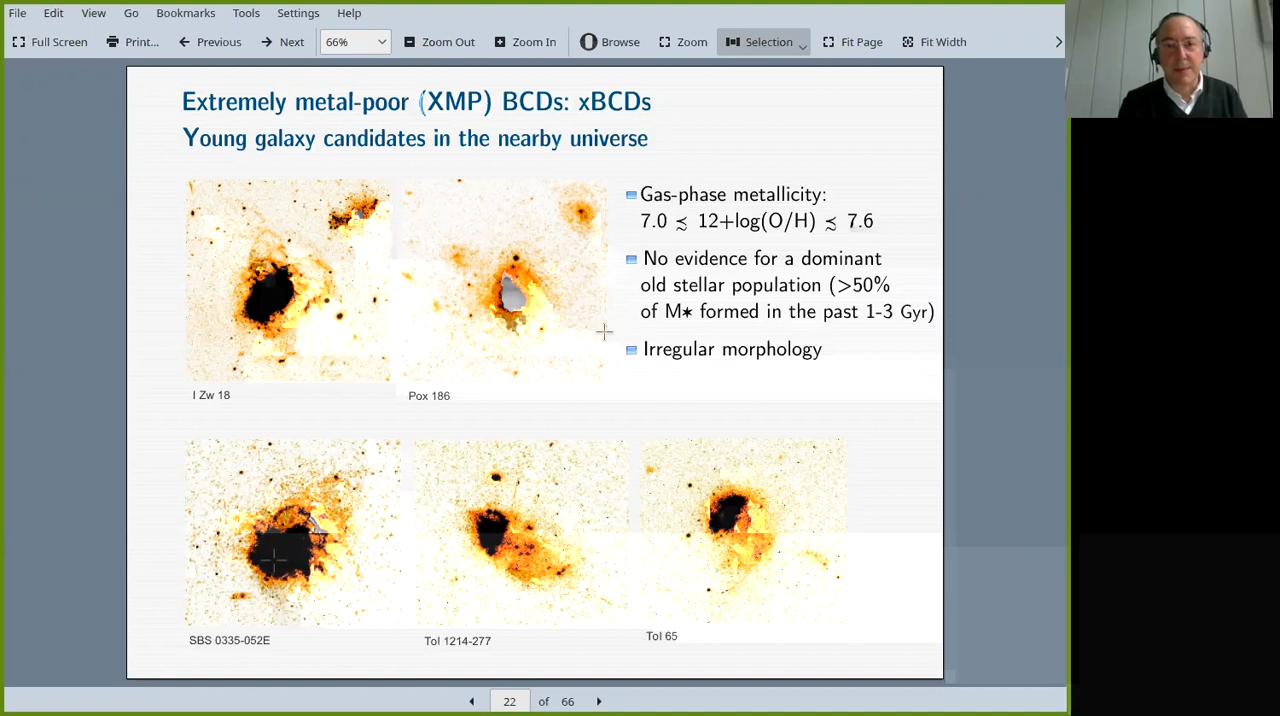 File Edit View Go Bookmarks Tools Settings Help
Full Screen Print... Previous Next 66% Zoom Out Zoom In Browse Zoom Selection Fit Page Fit Width
Extremely metal-poor (XMP) BCDs: xBCDs
Young galaxy candidates in the nearby universe
Gas-phase metallicity:
7.0 ≾ 12+log(O/H) ≾ 7.6
No evidence for a dominant
old stellar population (>50%
of M✶ formed in the past 1-3 Gyr)
Irregular morphology
I Zw 18
Pox 186
SBS 0335-052E
Tol 1214-277
Tol 65
22 of 66